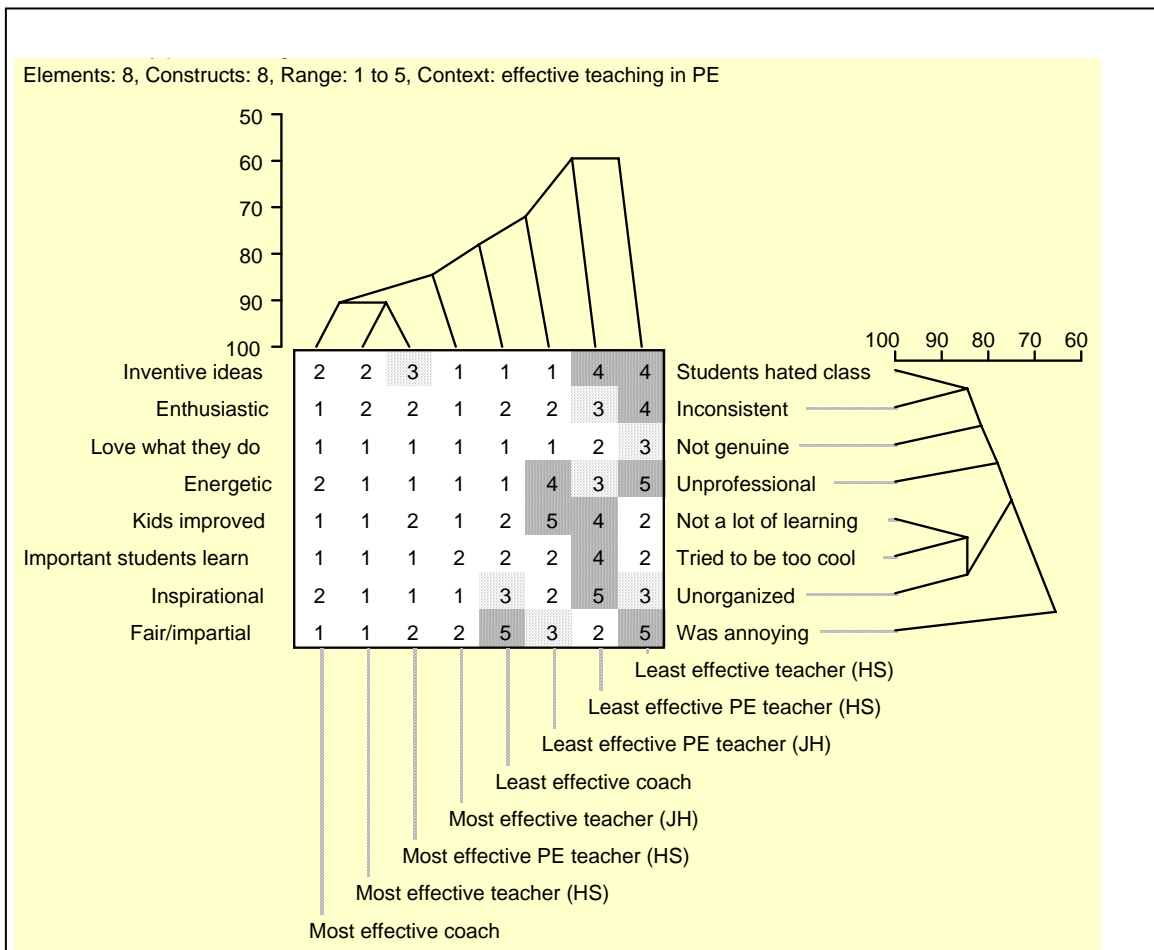 Elements: 8, Constructs: 8, Range: 1 to 5, Context: effective teaching in PE
50
60
70
80
90
100
100 90 80 70 60
Inventive ideas 2 2 3 1 1 1 4 4 Students hated class
Enthusiastic 1 2 2 1 2 2 3 4 Inconsistent
Love what they do 1 1 1 1 1 1 2 3 Not genuine
Energetic 2 1 1 1 1 4 3 5 Unprofessional
Kids improved 1 1 2 1 2 5 4 2 Not a lot of learning
Important students learn 1 1 1 2 2 2 4 2 Tried to be too cool
Inspirational 2 1 1 1 3 2 5 3 Unorganized
Fair/impartial 1 1 2 2 5 3 2 5 Was annoying
Least effective teacher (HS)
Least effective PE teacher (HS)
Least effective PE teacher (JH)
Least effective coach
Most effective teacher (JH)
Most effective PE teacher (HS)
Most effective teacher (HS)
Most effective coach